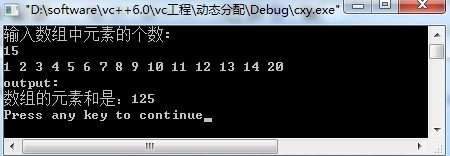 "D:\software\vc++6.0\vc工程\动态分配\Debug\cxy.exe"
输入数组中元素的个数:
15
1 2 3 4 5 6 7 8 9 10 11 12 13 14 20
output:
数组的元素和是：125
Press any key to continue